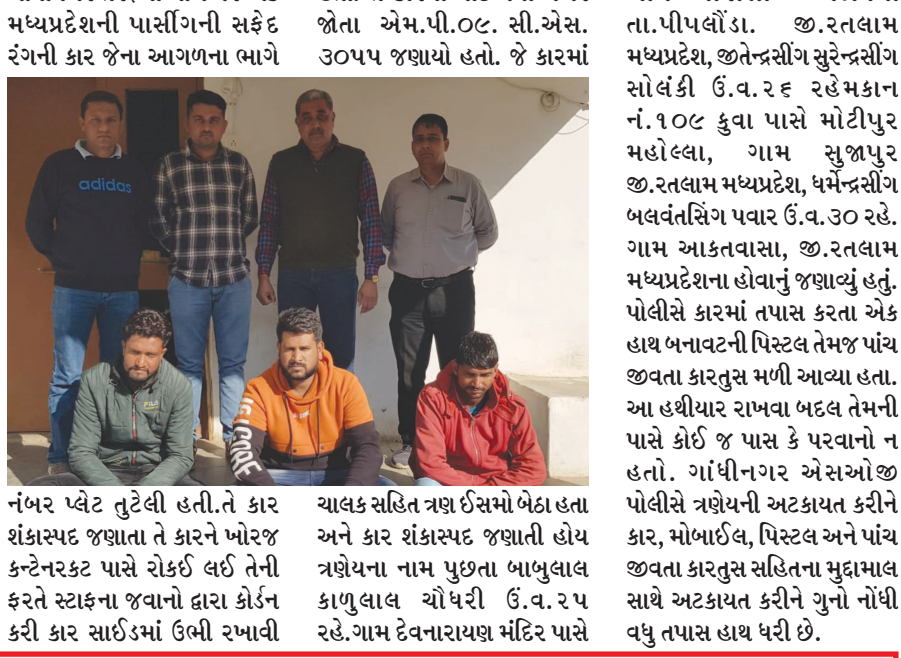 મધ્યપ્રદેશની પાર્સીગની સફેદ
રંગની કાર જેના આગળના ભાગે
નંબર પ્લેટ તુટેલી હતી.તે કાર
શંકાસ્પદ જણાતા તે કારને ખોરજ
કન્ટેનરકટ પાસે રોકઈ લઈ તેની
ફરતે સ્ટાફના જવાનો દ્વારા કોર્ડન
કરી કાર સાઈડમાં ઉભી રખાવી
જોતા એમ.પી.૦૯. સી.એસ.
૩૦૫૫ જણાયો હતો. જે કારમાં
adidas
FILA
ચાલક સહિત ત્રણ ઈસમો બેઠા હતા
અને કાર શંકાસ્પદ જણાતી હોય
ત્રણેયના નામ પુછતા બાબુલાલ
કાળુલાલ ચૌધરી ઉં.વ.૨૫
રહે.ગામ દેવનારાયણ મંદિર પાસે
તા.પીપલૌંડા. જી.રતલામ
મધ્યપ્રદેશ, જીતેન્દ્રસીંગ સુરેન્દ્રસીંગ
સોલંકી ઉં.વ.૨૬ રહેમકાન
નં.૧૦૯ કુવા પાસે મોટીપુર
મહોલ્લા, ગામ સુજાપુર
જી.રતલામ મધ્યપ્રદેશ, ધર્મેન્દ્રસીંગ
બલવંતસિંગ પવાર ઉં.વ.૩૦ રહે.
ગામ આકતવાસા, જી.રતલામ
મધ્યપ્રદેશના હોવાનું જણાવ્યું હતું.
પોલીસે કારમાં તપાસ કરતા એક
હાથ બનાવટની પિસ્ટલ તેમજ પાંચ
જીવતા કારતુસ મળી આવ્યા હતા.
આ હથીયાર રાખવા બદલ તેમની
પાસે કોઈ જ પાસ કે પરવાનો ન
હતો. ગાંધીનગર એસઓજી
પોલીસે ત્રણેયની અટકાયત કરીને
કાર, મોબાઈલ, પિસ્ટલ અને પાંચ
જીવતા કારતુસ સહિતના મુદ્દામાલ
સાથે અટકાયત કરીને ગુનો નોંધી
વધુ તપાસ હાથ ધરી છે.